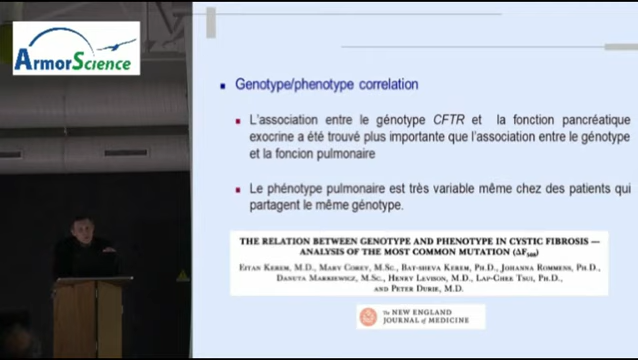 ArmorScience
Genotype/phenotype correlation
L'association entre le génotype CFTR et la fonction pancréatique
exocrine a été trouvé plus importante que l'association entre le génotype
et la foncion pulmonaire
Le phénotype pulmonaire est très variable même chez des patients qui
partagent le même génotype.
THE RELATION BETWEEN GENOTYPE AND PHENOTYPE IN CYSTIC FIBROSIS —
ANALYSIS OF THE MOST COMMON MUTATION (ΔF508)
EITAN KEREM, M.D., MARY COREY, M.SC., BAT-SHEVA KEREM, PH.D., JOHANNA ROMMENS, PH.D.,
DANUTA MARKIEWICZ, M.SC., HENRY LEVISON, M.D., LAP-CHEE TSUI, PH.D.,
AND PETER DURIE, M.D.
The NEW ENGLAND
JOURNAL of MEDICINE